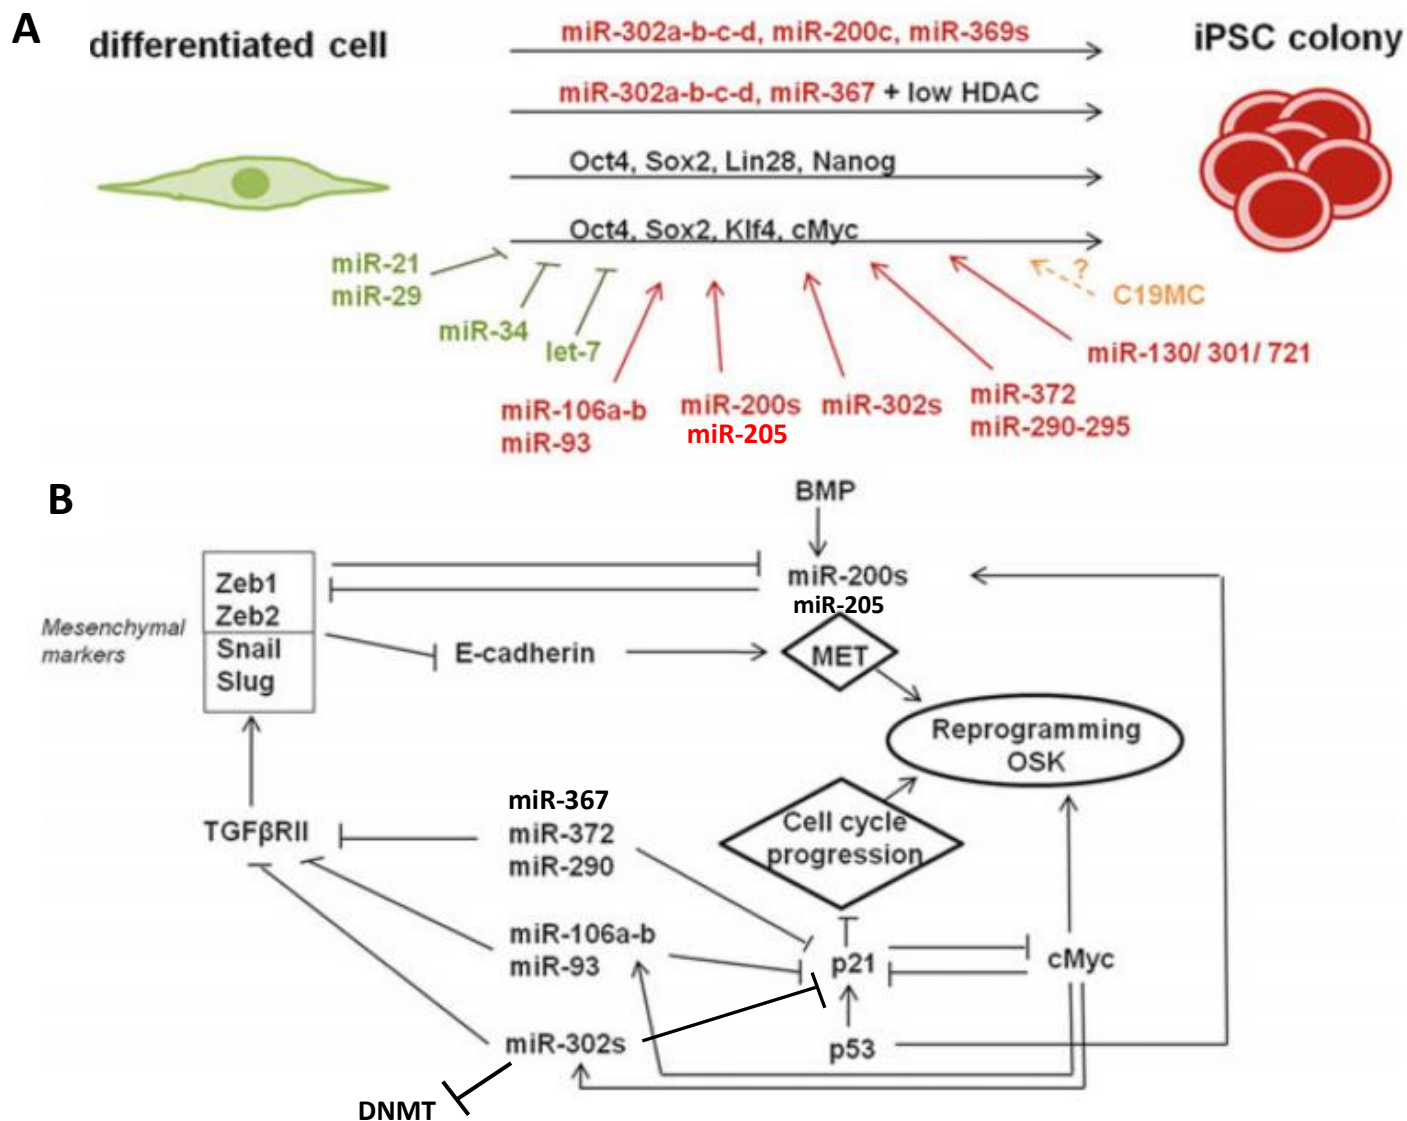 A
differentiated cell
iPSC colony
miR-302a-b-c-d, miR-200c, miR-369s
miR-302a-b-c-d, miR-367 + low HDAC
Oct4, Sox2, Lin28, Nanog
Oct4, Sox2, Klf4, cMyc
miR-21
miR-29
miR-34
let-7
miR-106a-b
miR-93
miR-200s
miR-205
miR-302s
miR-372
miR-290-295
miR-130/ 301/ 721
?
C19MC
B
BMP
miR-200s
miR-205
Zeb1
Zeb2
Snail
Slug
Mesenchymal
markers
E-cadherin
MET
Reprogramming
OSK
TGFβRII
miR-367
miR-372
miR-290
Cell cycle
progression
miR-106a-b
miR-93
p21
cMyc
miR-302s
p53
DNMT